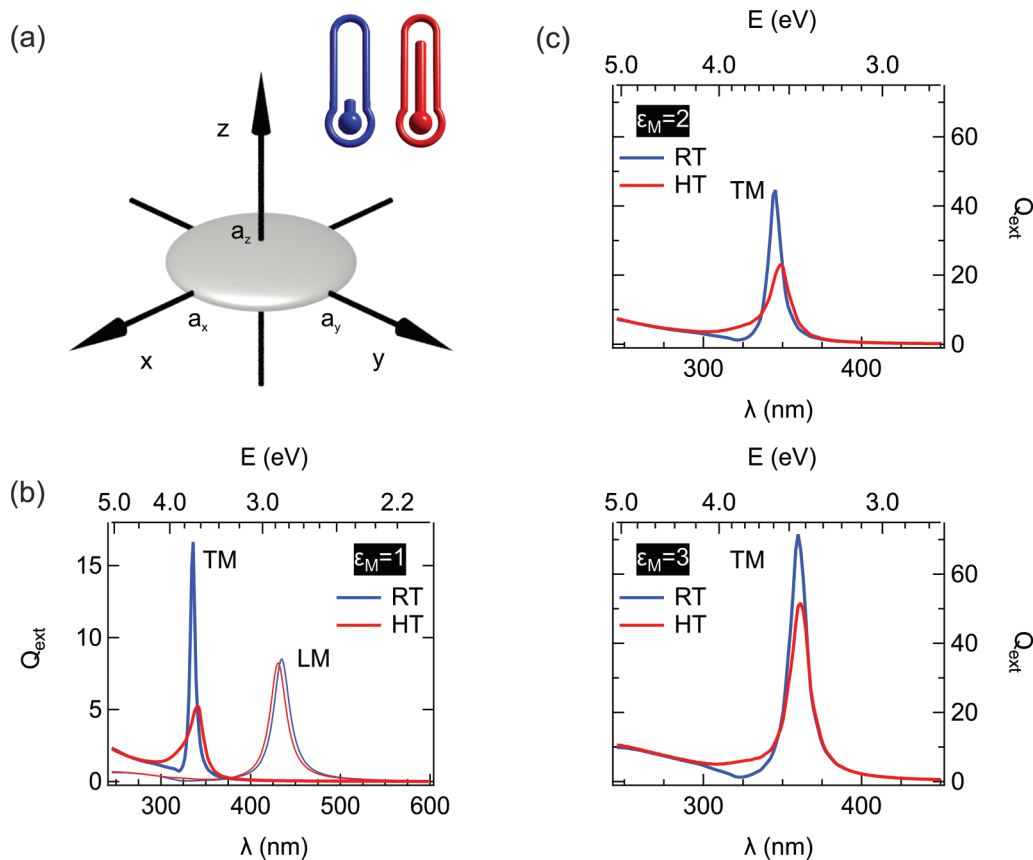 (a)
z
a_z
a_x
a_y
x
y
(b)
E (eV)
5.0 4.0 3.0 2.2
TM
ε_M=1
RT
HT
LM
Q_ext
15
10
5
0
300 350 400 450 500 550 600
λ (nm)
(c)
E (eV)
5.0 4.0 3.0
ε_M=2
RT
HT
TM
60
40
20
0
Q_ext
300 400
λ (nm)
E (eV)
5.0 4.0 3.0
ε_M=3
TM
RT
HT
60
40
20
0
Q_ext
300 400
λ (nm)